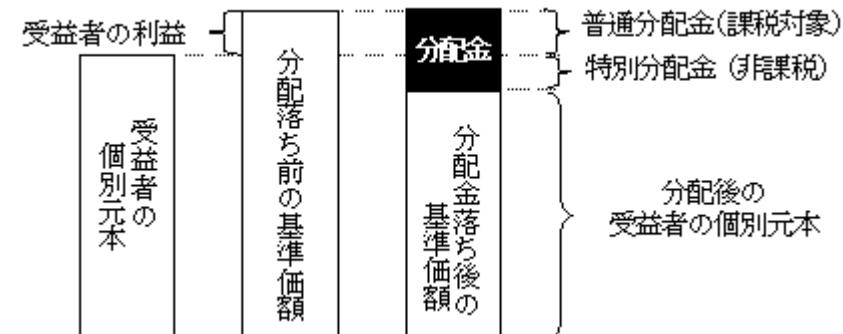 受益者の利益
受益者の
個別元本
分配落ち前の基準価額
分配金
分配金落ち後の
基準価額
普通分配金(課税対象)
特別分配金 (非課税)
分配後の
受益者の個別元本